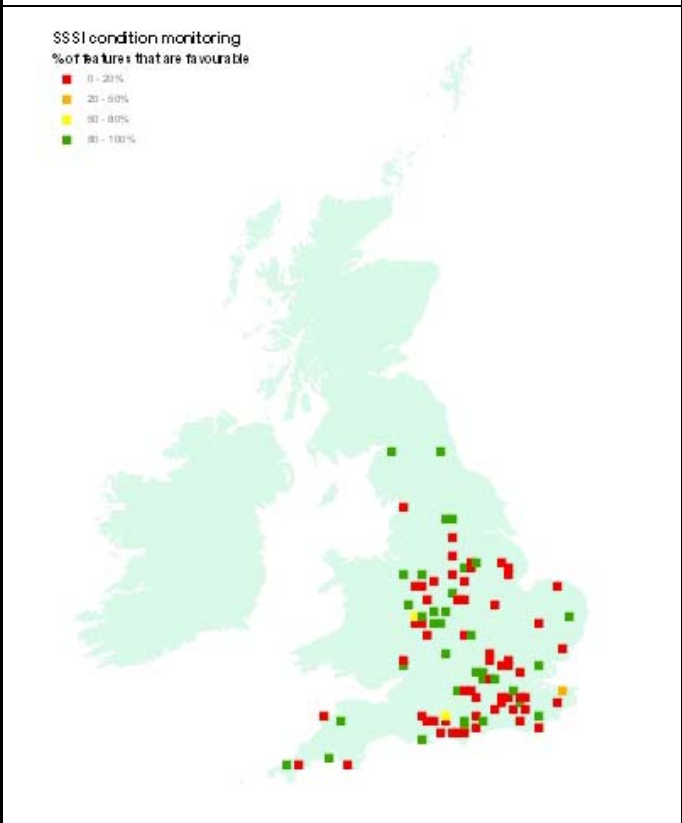 SSSI condition monitoring
% of features that are favourable
0 - 20%
20 - 50%
50 - 80%
80 - 100%